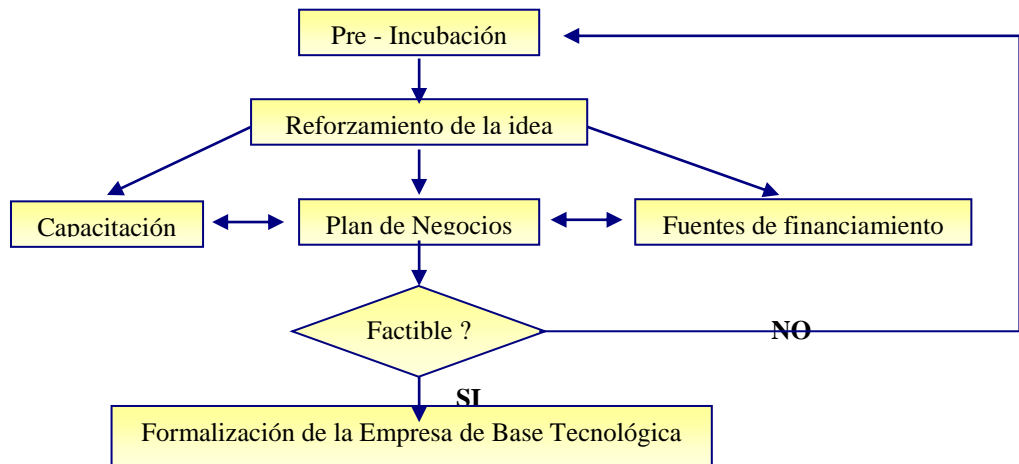 Pre - Incubación
Reforzamiento de la idea
Capacitación
Plan de Negocios
Fuentes de financiamiento
Factible ?
NO
SI
Formalización de la Empresa de Base Tecnológica